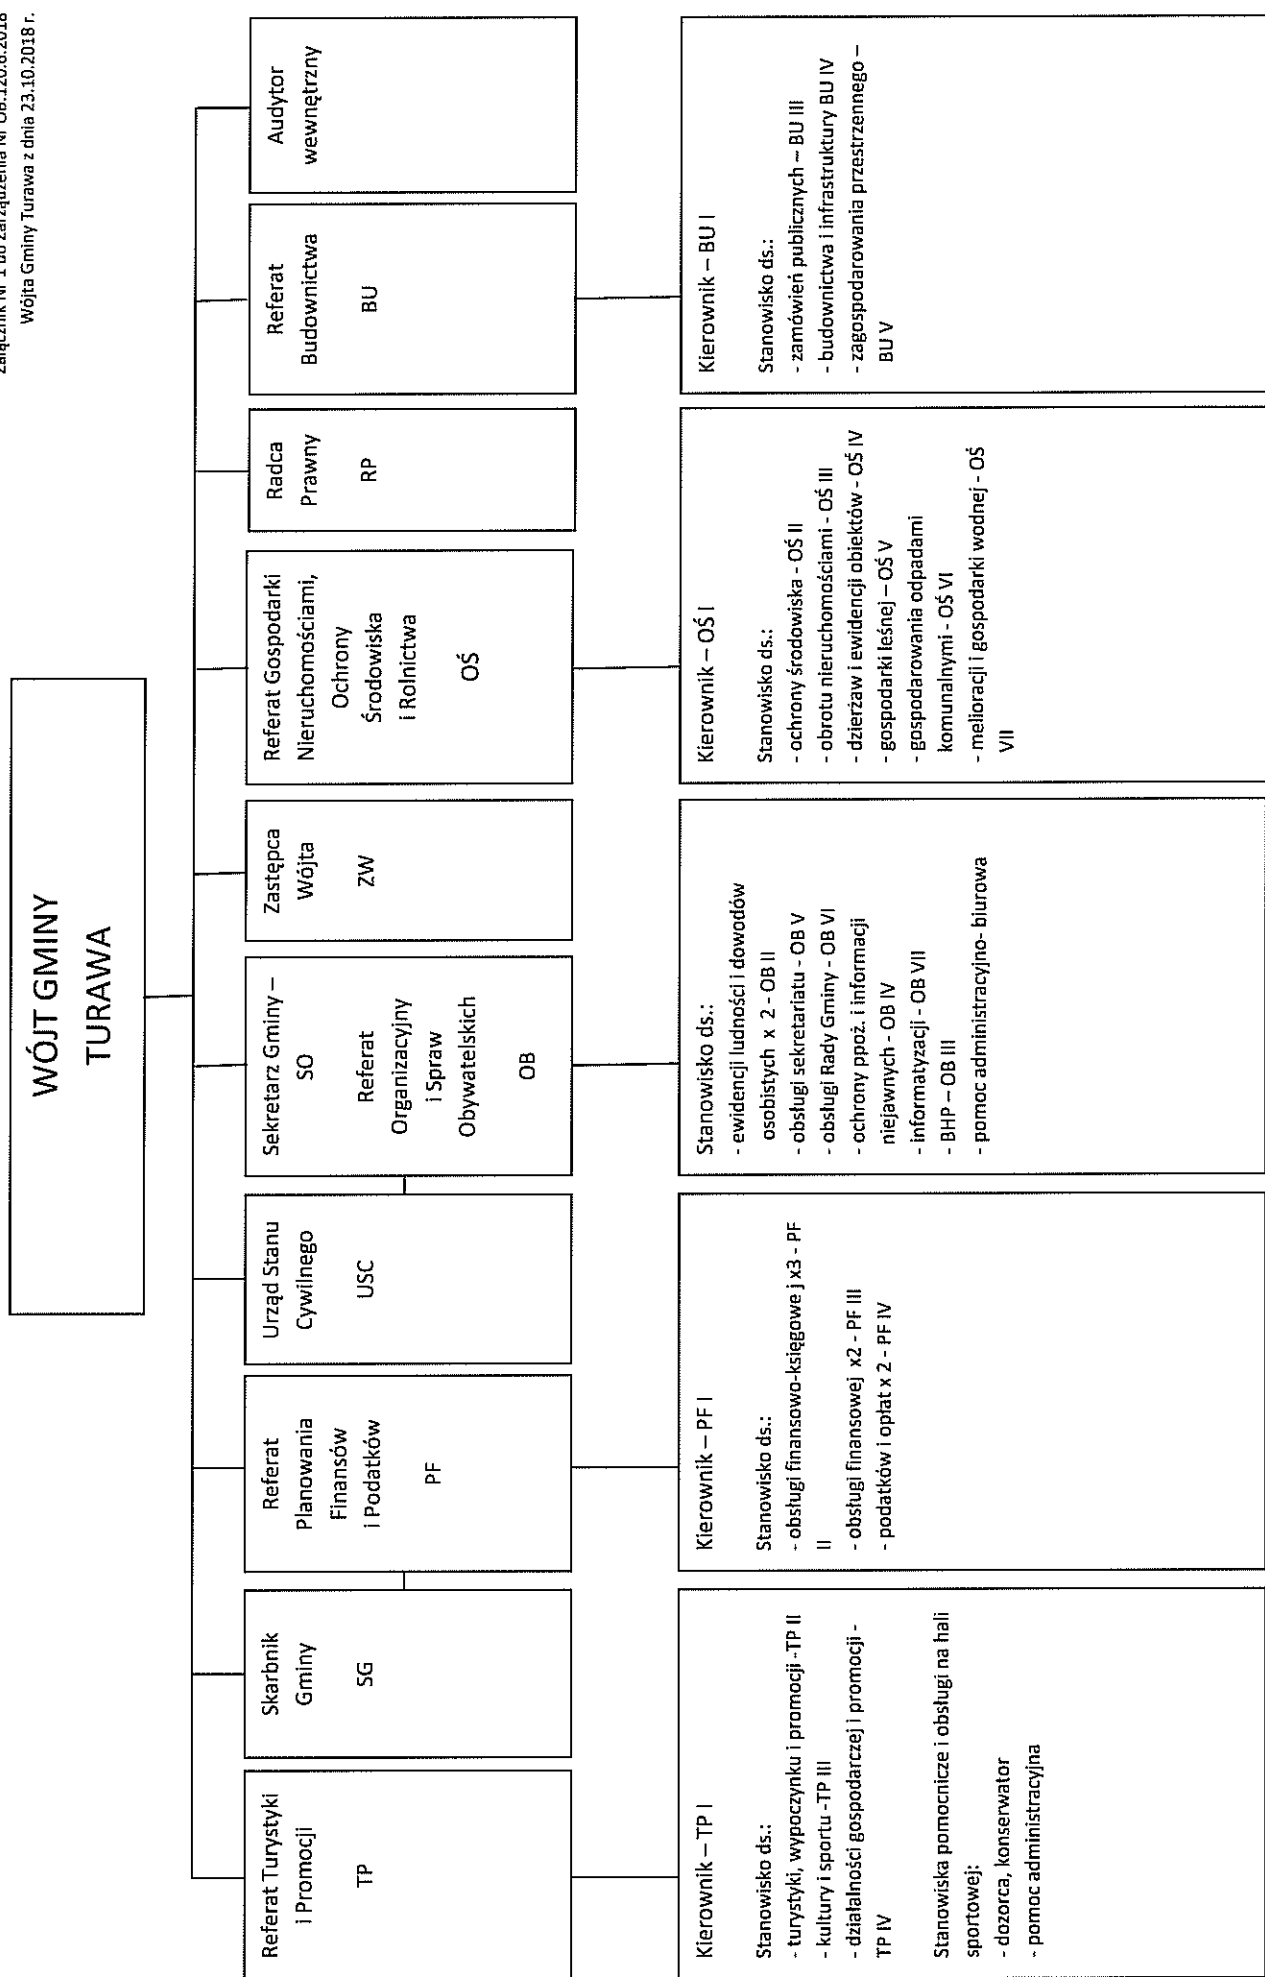 Załącznik Nr 1 do zarządzenia Nr OB.120.6.2018
Wójta Gminy Turawa z dnia 23.10.2018 r.
WÓJT GMINY
TURAWA
Referat Turystyki
i Promocji
TP
Skarbnik
Gminy
SG
Referat
Planowania
Finansów
i Podatków
PF
Urząd Stanu
Cywilnego
USC
Sekretarz Gminy –
SO
Referat
Organizacyjny
i Spraw
Obywatelskich
OB
Zastępca
Wójta
ZW
Referat Gospodarki
Nieruchomościami,
Ochrony
Środowiska
i Rolnictwa
OŚ
Radca
Prawny
RP
Referat
Budownictwa
BU
Audytor
wewnętrzny
Kierownik – TP I
Stanowisko ds.:
- turystyki, wypoczynku i promocji -TP II
- kultury i sportu -TP III
- działalności gospodarczej i promocji -
TP IV
Stanowiska pomocnicze i obsługi na hali
sportowej:
- dozorca, konserwator
- pomoc administracyjna
Kierownik – PF I
Stanowisko ds.:
- obsługi finansowo-księgowe j x3 - PF
II
- obsługi finansowej x2 - PF III
- podatków i opłat x 2 - PF IV
Stanowisko ds.:
- ewidencji ludności i dowodów
osobistych x 2 - OB II
- obsługi sekretariatu - OB V
- obsługi Rady Gminy - OB VI
- ochrony ppoż. i informacji
niejawnych - OB IV
- informatyzacji - OB VII
- BHP – OB III
- pomoc administracyjno- biurowa
Kierownik – OŚ I
Stanowisko ds.:
- ochrony środowiska - OŚ II
- obrotu nieruchomościami - OŚ III
- dzierżaw i ewidencji obiektów - OŚ IV
- gospodarki leśnej – OŚ V
- gospodarowania odpadami
komunalnymi - OŚ VI
- melioracji i gospodarki wodnej - OŚ
VII
Kierownik – BU I
Stanowisko ds.:
- zamówień publicznych – BU III
- budownictwa i infrastruktury BU IV
- zagospodarowania przestrzennego –
BU V